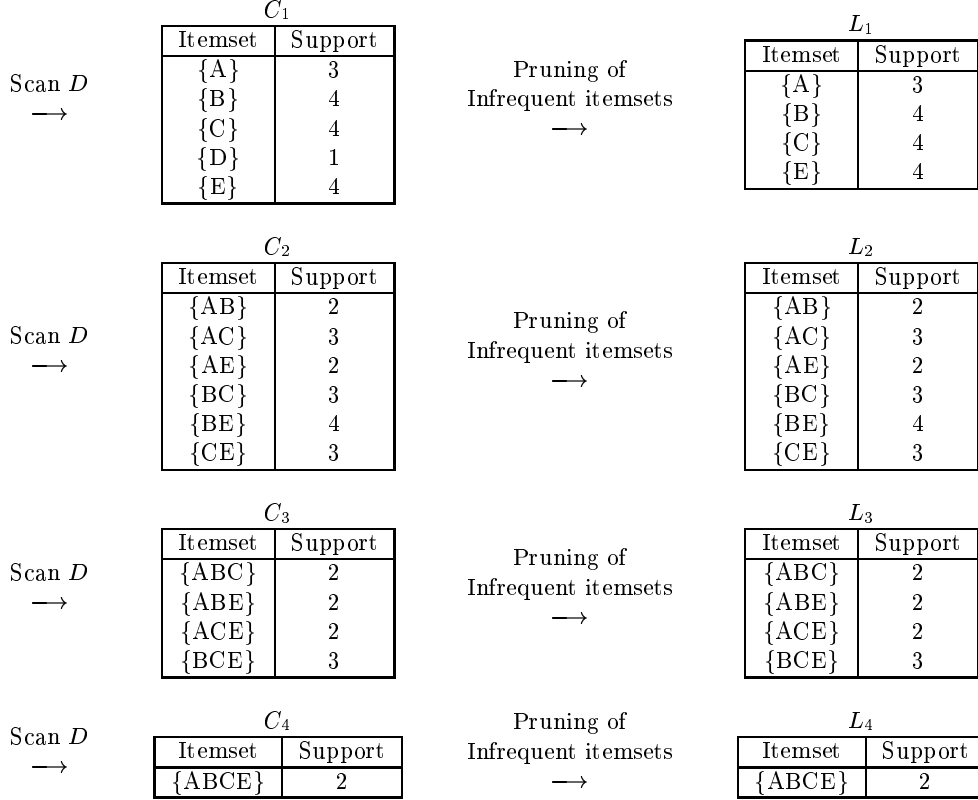 C1
Itemset Support
{A} 3
{B} 4
{C} 4
{D} 1
{E} 4
Scan D
⟶
Pruning of
Infrequent itemsets
⟶
L1
Itemset Support
{A} 3
{B} 4
{C} 4
{E} 4
C2
Itemset Support
{AB} 2
{AC} 3
{AE} 2
{BC} 3
{BE} 4
{CE} 3
Scan D
⟶
Pruning of
Infrequent itemsets
⟶
L2
Itemset Support
{AB} 2
{AC} 3
{AE} 2
{BC} 3
{BE} 4
{CE} 3
C3
Itemset Support
{ABC} 2
{ABE} 2
{ACE} 2
{BCE} 3
Scan D
⟶
Pruning of
Infrequent itemsets
⟶
L3
Itemset Support
{ABC} 2
{ABE} 2
{ACE} 2
{BCE} 3
Scan D
⟶
C4
Itemset Support
{ABCE} 2
Pruning of
Infrequent itemsets
⟶
L4
Itemset Support
{ABCE} 2